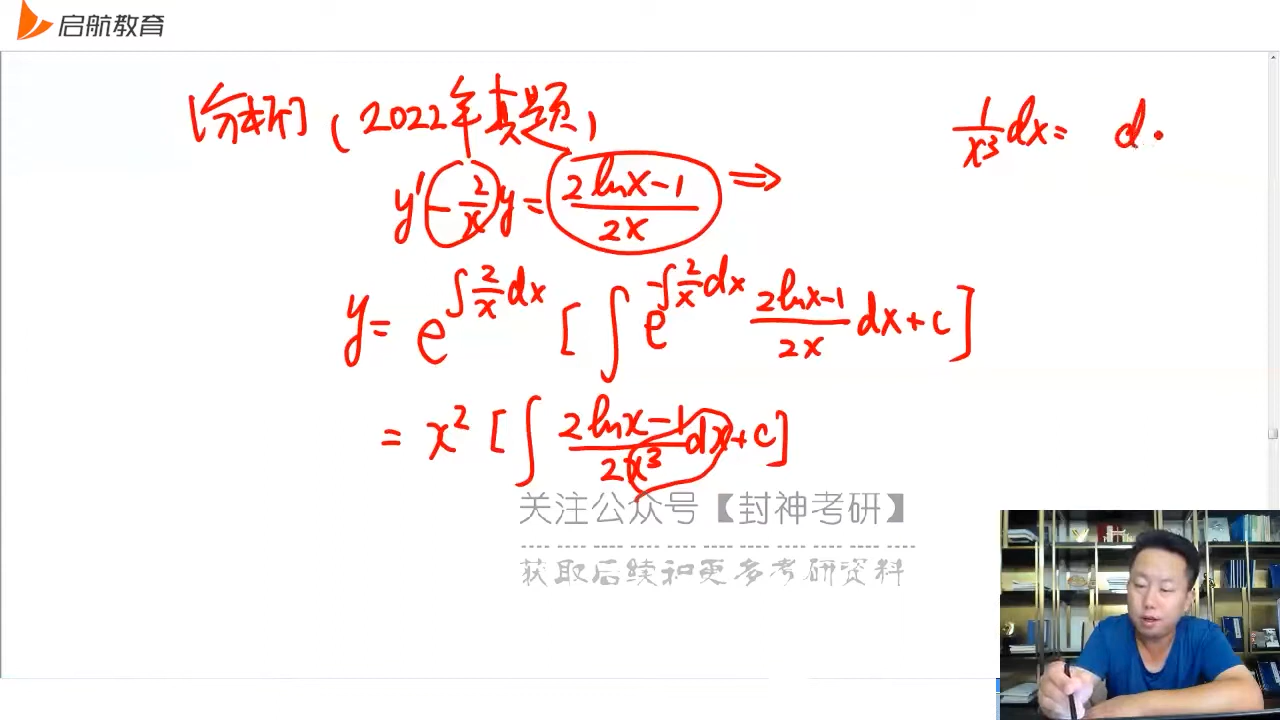 启航教育
[分析] (2022年真题)
1/x³ dx = d
y' - 2/x y = (2lnx-1)/(2x) ⇒
y = e^(∫2/x dx) [∫ e^(-∫2/x dx) (2lnx-1)/(2x) dx + c]
= x² [∫ (2lnx-1)/(2x³) dx + c]
关注公众号【封神考研】
获取后续和更多考研资料